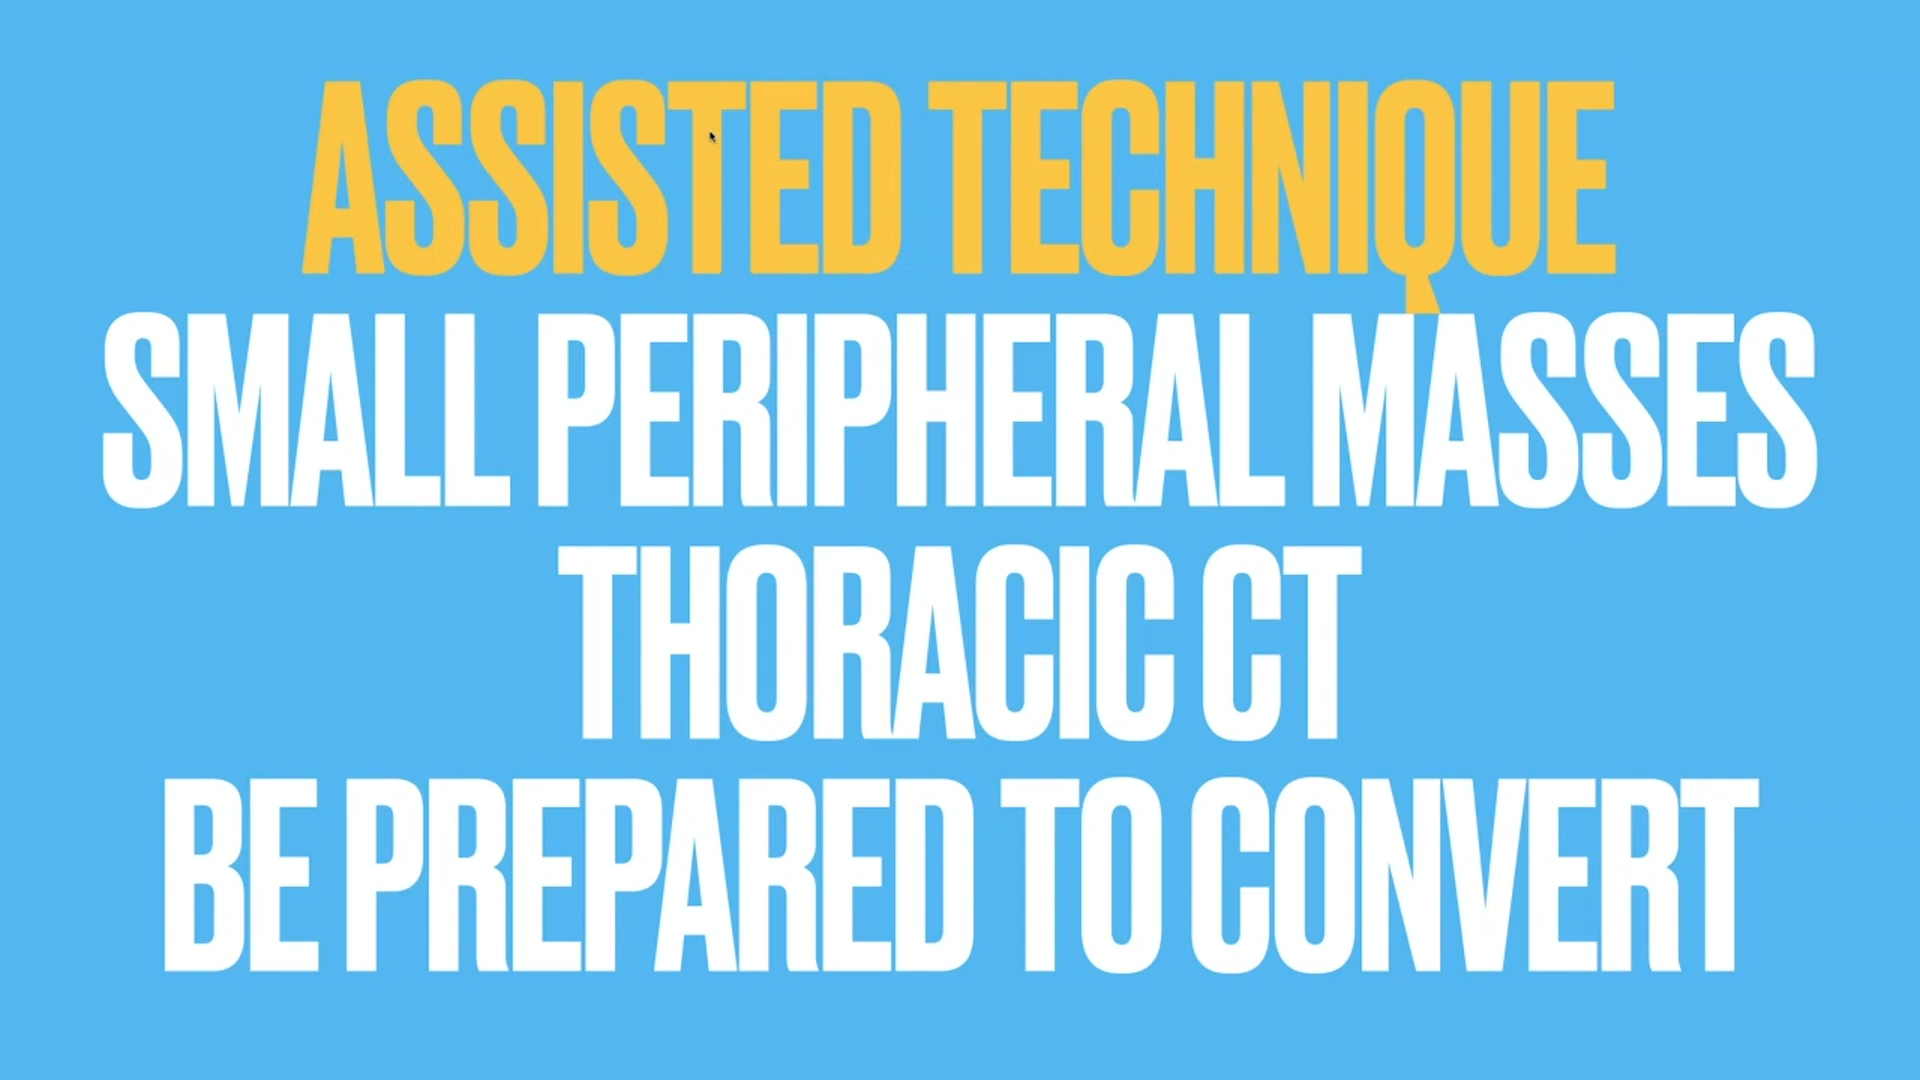 ASSISTED TECHNIQUE
SMALL PERIPHERAL MASSES
THORACIC CT
BE PREPARED TO CONVERT